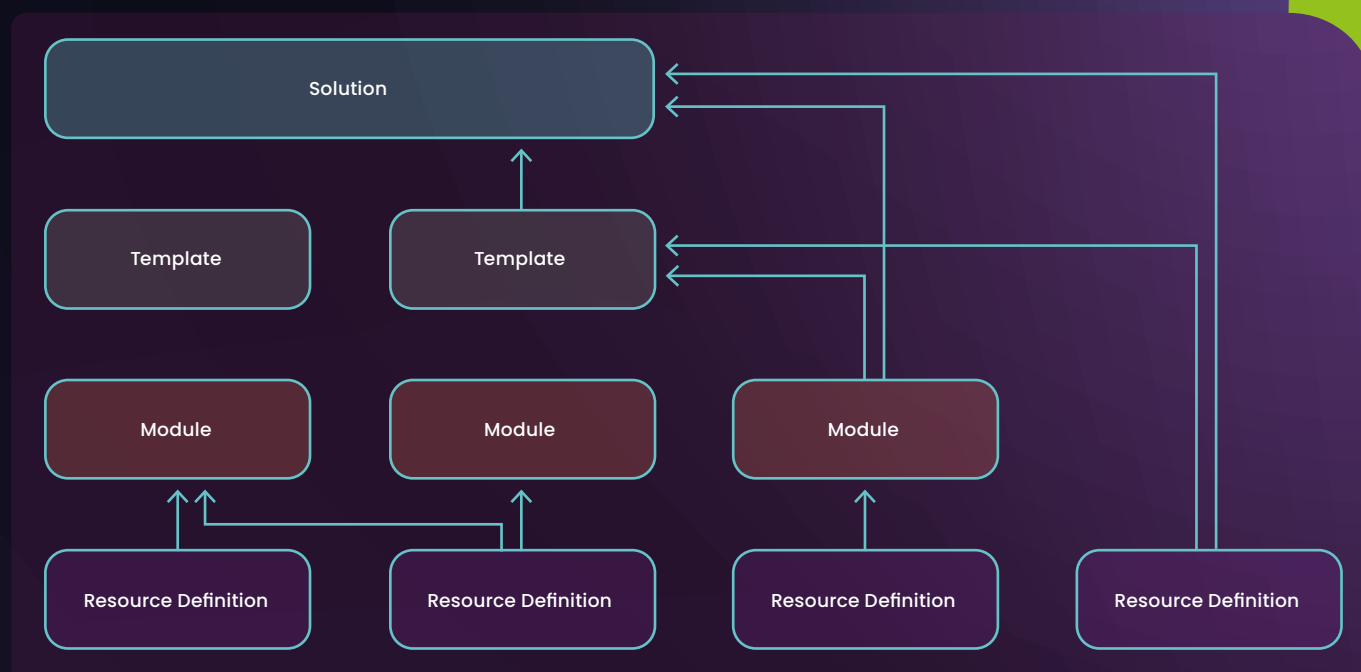 Solution
Template
Template
Module
Module
Module
Resource Definition
Resource Definition
Resource Definition
Resource Definition